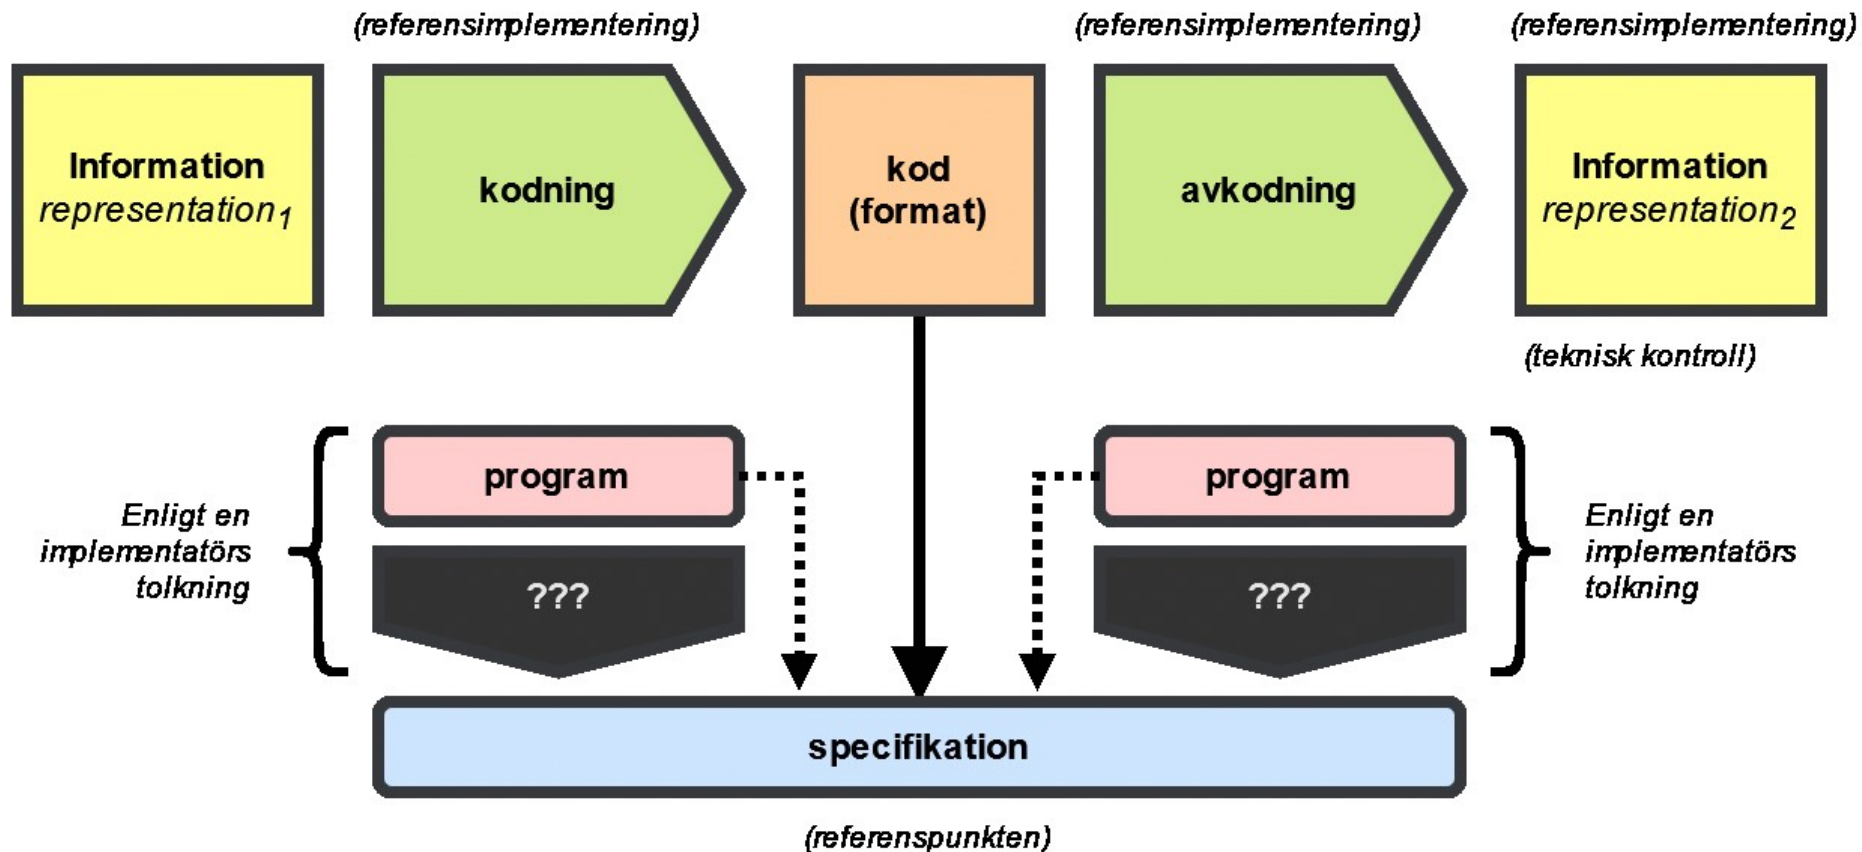 (referensimplementering)
(referensimplementering)
(referensimplementering)
Information
representation₁
kodning
kod
(format)
avkodning
Information
representation₂
(teknisk kontroll)
Enligt en
implementatörs
tolkning
program
???
program
???
Enligt en
implementatörs
tolkning
specifikation
(referenspunkten)